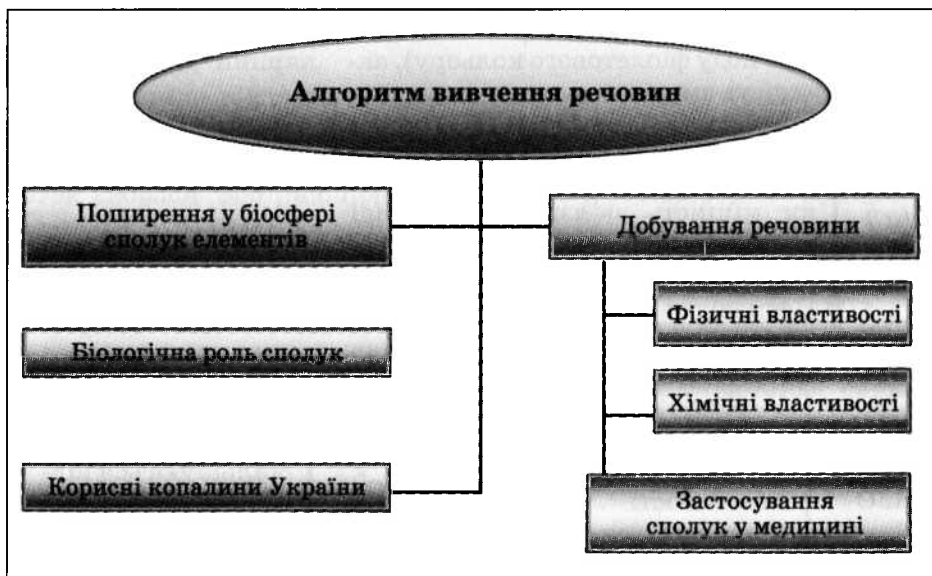 Алгоритм вивчення речовин
Поширення у біосфері
сполук елементів
Добування речовини
Фізичні властивості
Біологічна роль сполук
Хімічні властивості
Корисні копалини України
Застосування
сполук у медицині